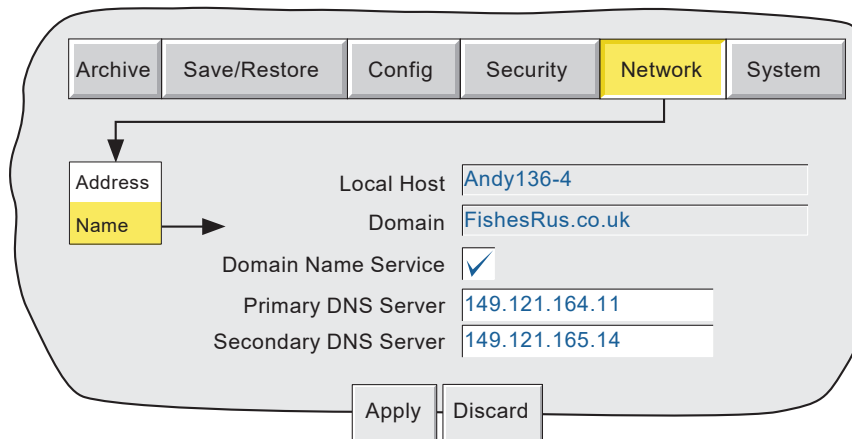 Archive Save/Restore Config Security Network System
Address
Name
Local Host Andy136-4
Domain FishesRus.co.uk
Domain Name Service
Primary DNS Server 149.121.164.11
Secondary DNS Server 149.121.165.14
Apply Discard